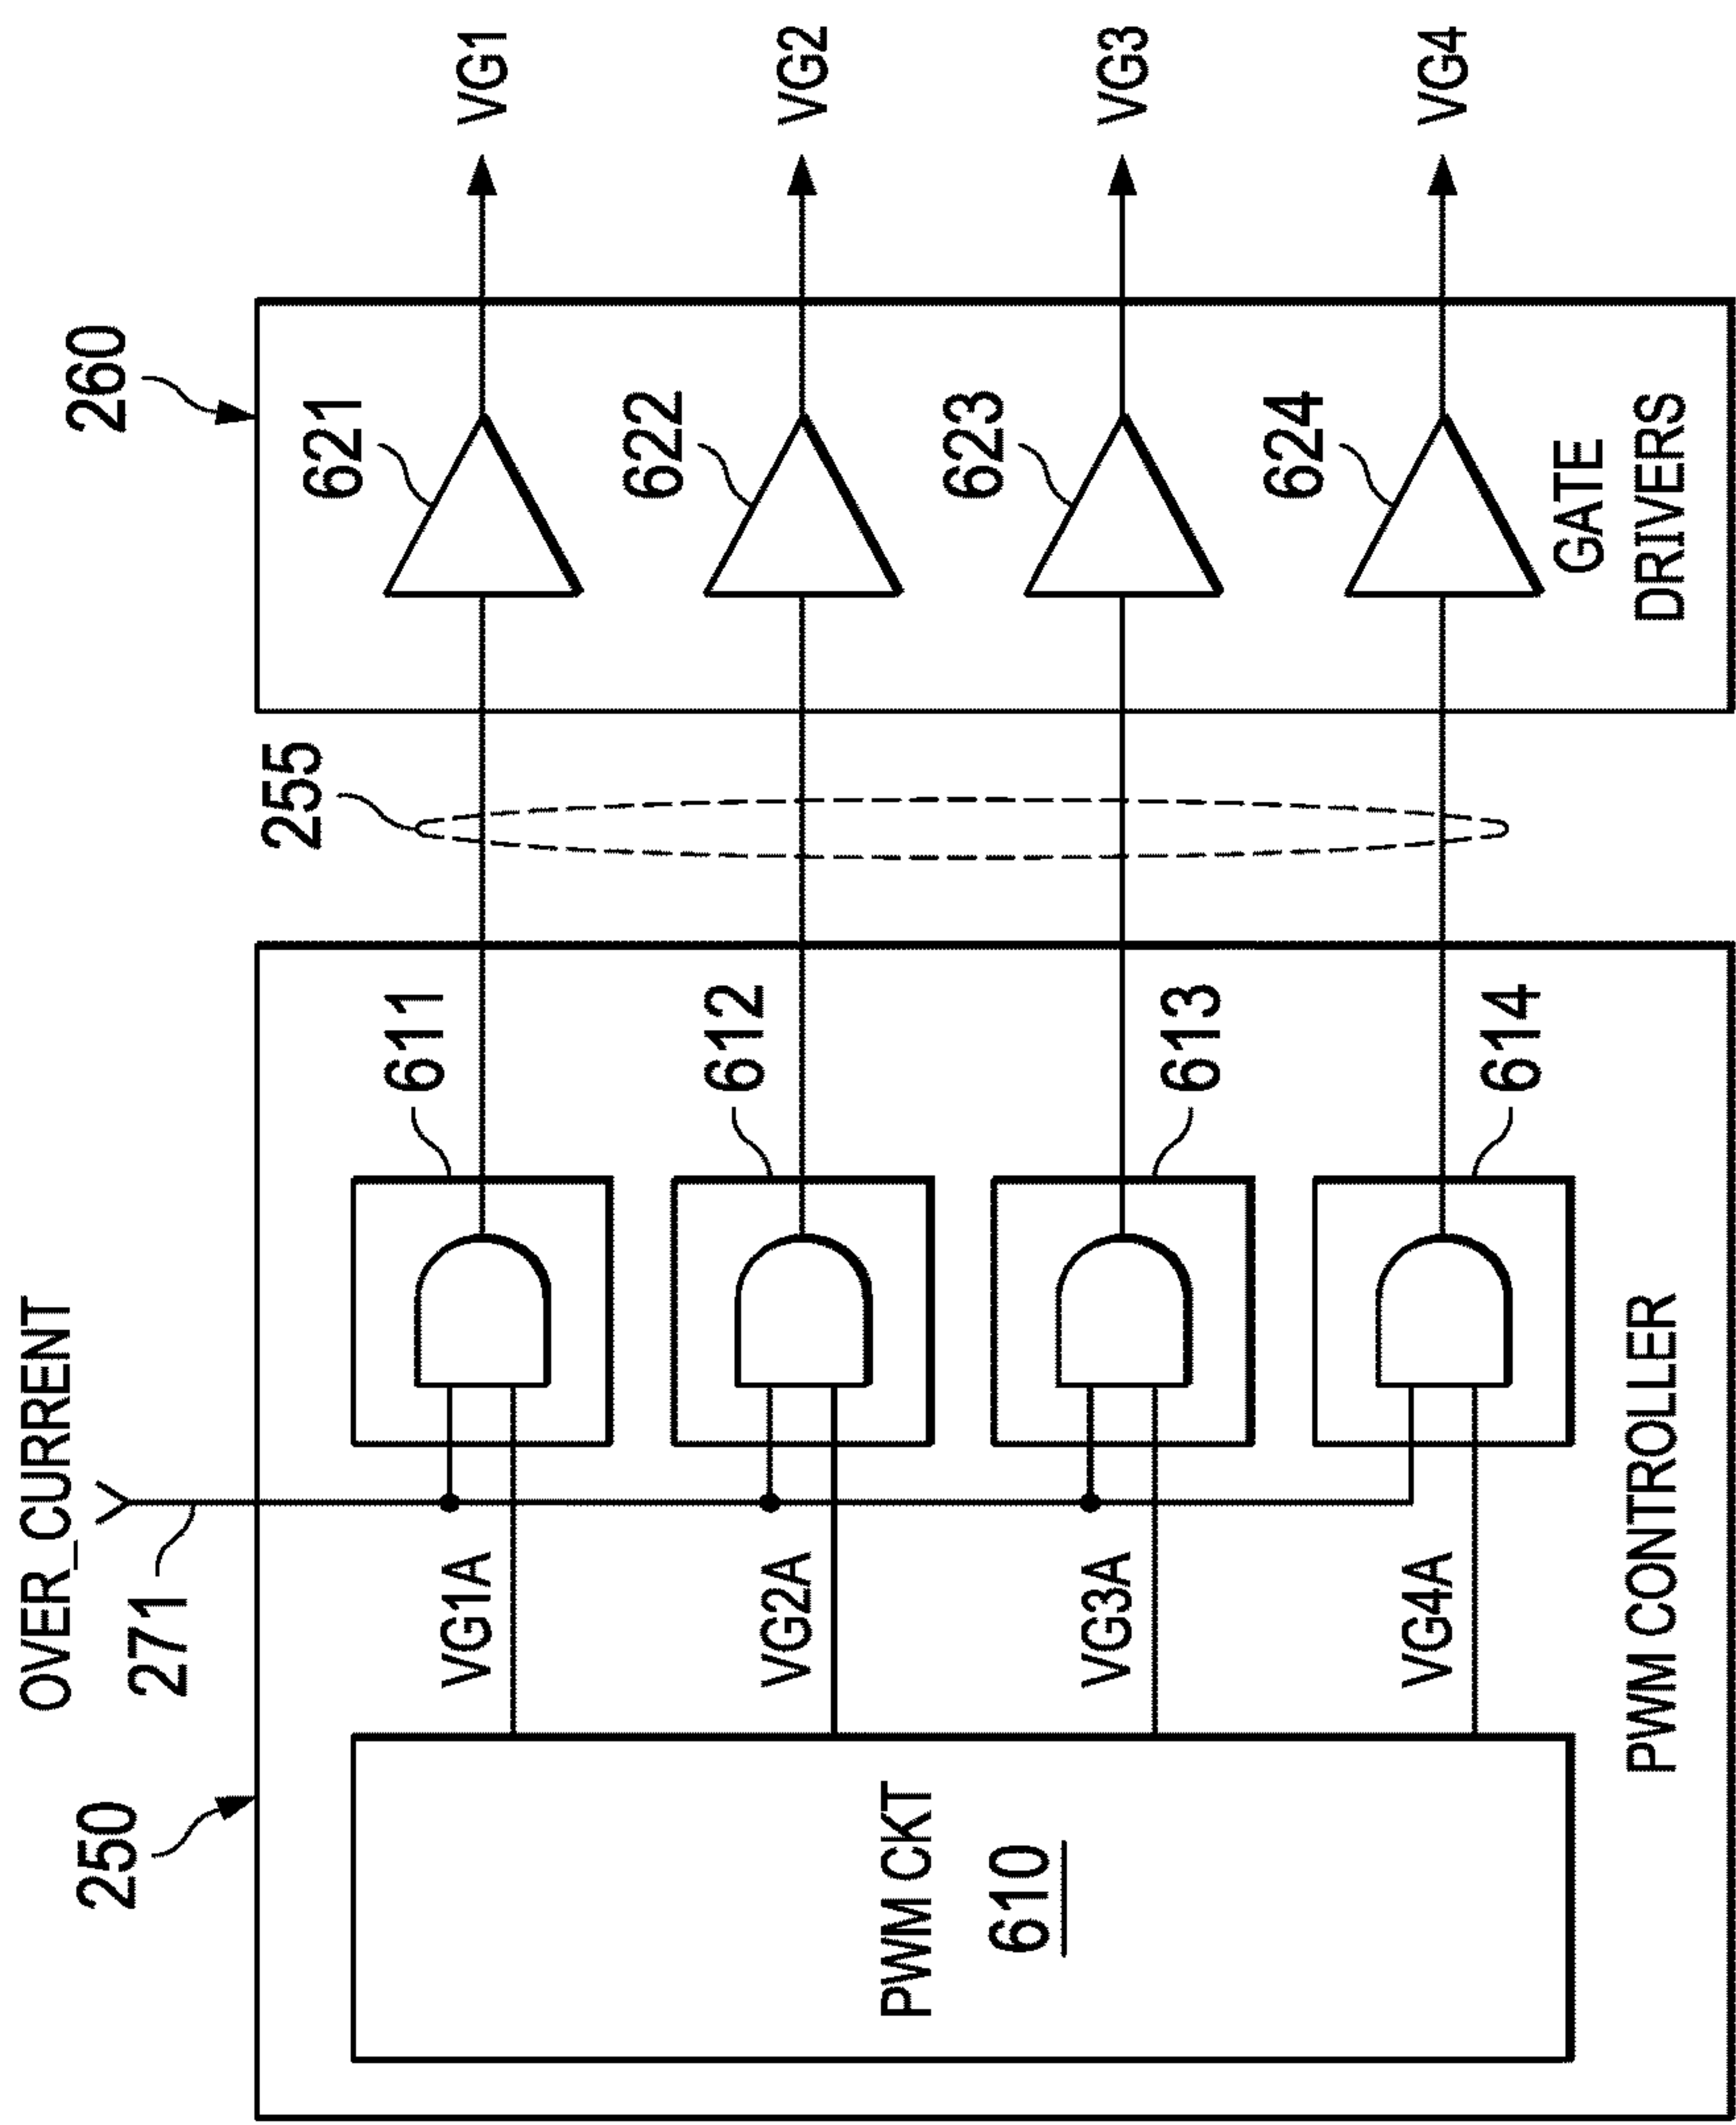 OVER_CURRENT
271
250
260
255
PWM CKT
610
VG1A
VG2A
VG3A
VG4A
611
612
613
614
PWM CONTROLLER
621
622
623
624
GATE
DRIVERS
VG1
VG2
VG3
VG4